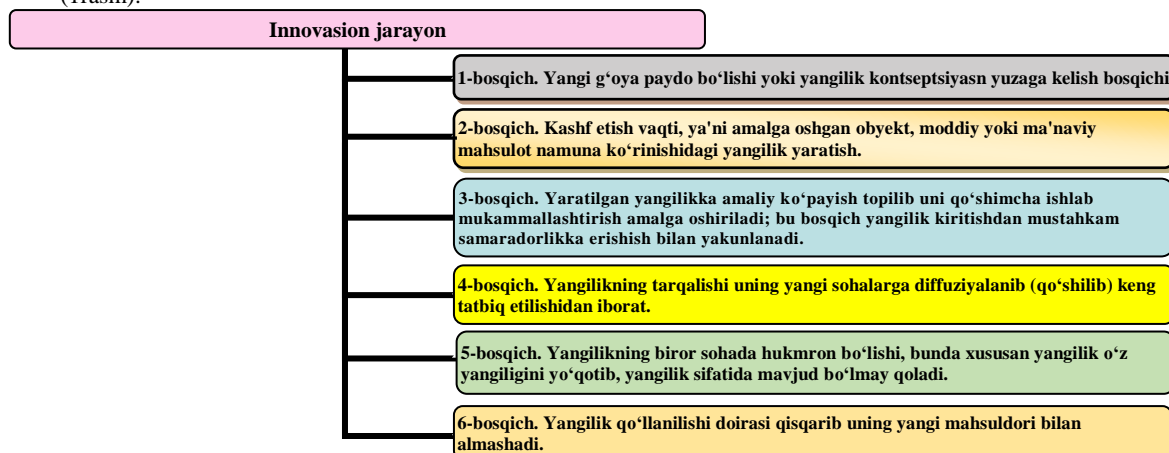 Innovasion jarayon
1-bosqich. Yangi g‘oya paydo bo‘lishi yoki yangilik kontseptsiyasn yuzaga kelish bosqichi
2-bosqich. Kashf etish vaqti, ya'ni amalga oshgan obyekt, moddiy yoki ma'naviy
mahsulot namuna ko‘rinishidagi yangilik yaratish.
3-bosqich. Yaratilgan yangilikka amaliy ko‘payish topilib uni qo‘shimcha ishlab
mukammallashtirish amalga oshiriladi; bu bosqich yangilik kiritishdan mustahkam
samaradorlikka erishish bilan yakunlanadi.
4-bosqich. Yangilikning tarqalishi uning yangi sohalarga diffuziyalanib (qo‘shilib) keng
tatbiq etilishidan iborat.
5-bosqich. Yangilikning biror sohada hukmron bo‘lishi, bunda xususan yangilik o‘z
yangiligini yo‘qotib, yangilik sifatida mavjud bo‘lmay qoladi.
6-bosqich. Yangilik qo‘llanilishi doirasi qisqarib uning yangi mahsuldori bilan
almashadi.